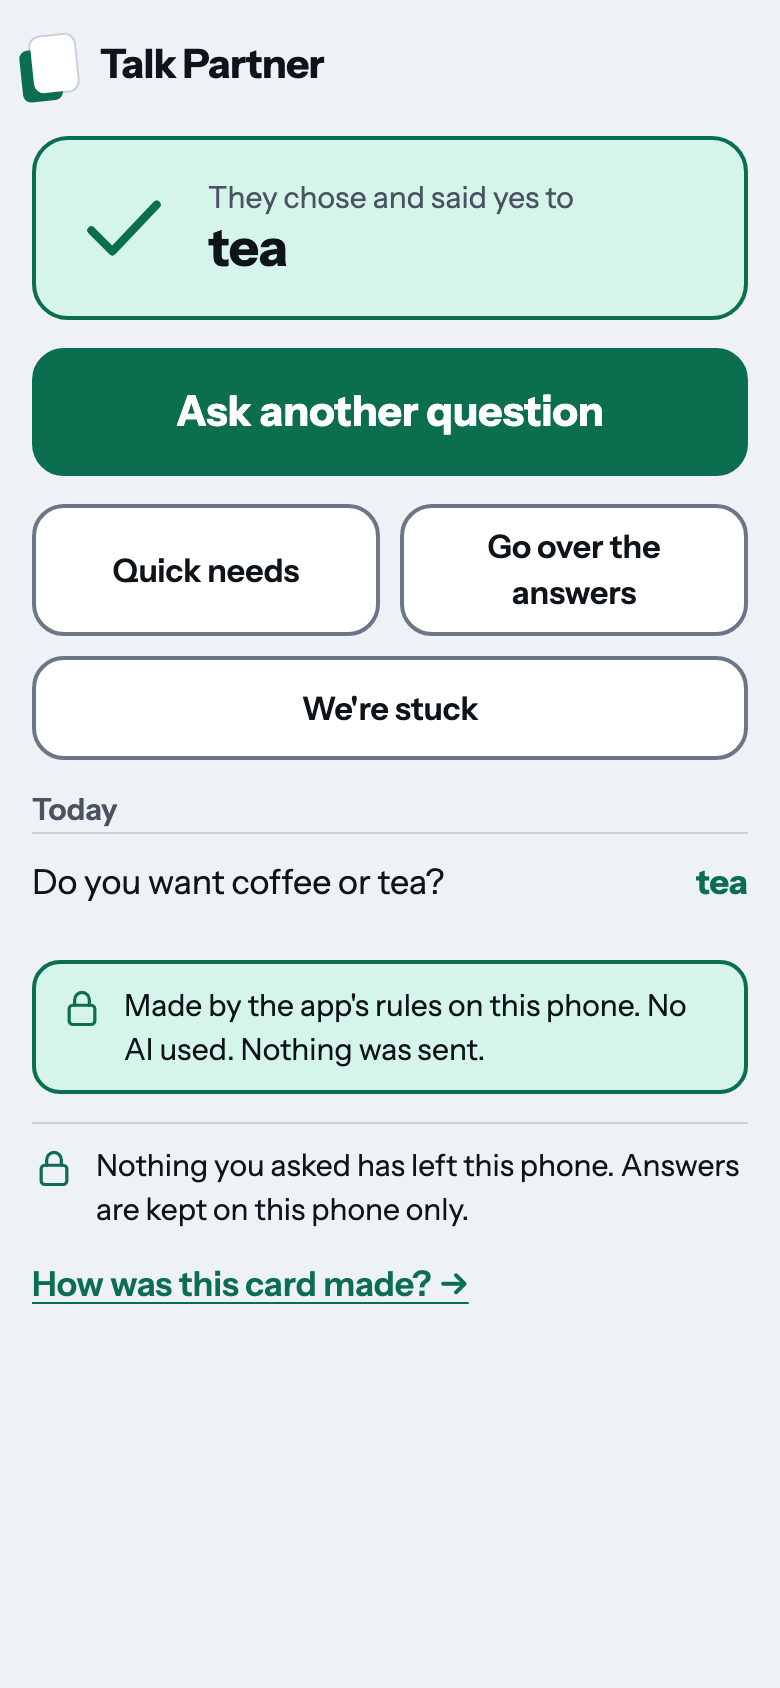 Talk Partner
They chose and said yes to
tea
Ask another question
Quick needs
Go over the
answers
We're stuck
Today
Do you want coffee or tea?
tea
Made by the app's rules on this phone. No
AI used. Nothing was sent.
Nothing you asked has left this phone. Answers
are kept on this phone only.
How was this card made? →